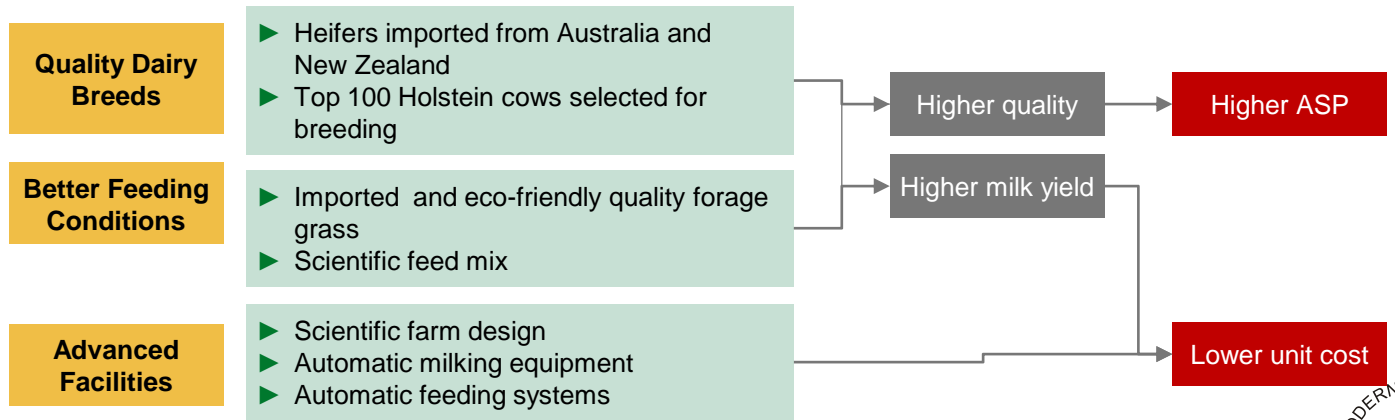 Quality Dairy
Breeds
► Heifers imported from Australia and
New Zealand
► Top 100 Holstein cows selected for
breeding
Higher quality
Higher ASP
Better Feeding
Conditions
► Imported and eco-friendly quality forage
grass
► Scientific feed mix
Higher milk yield
Advanced
Facilities
► Scientific farm design
► Automatic milking equipment
► Automatic feeding systems
Lower unit cost